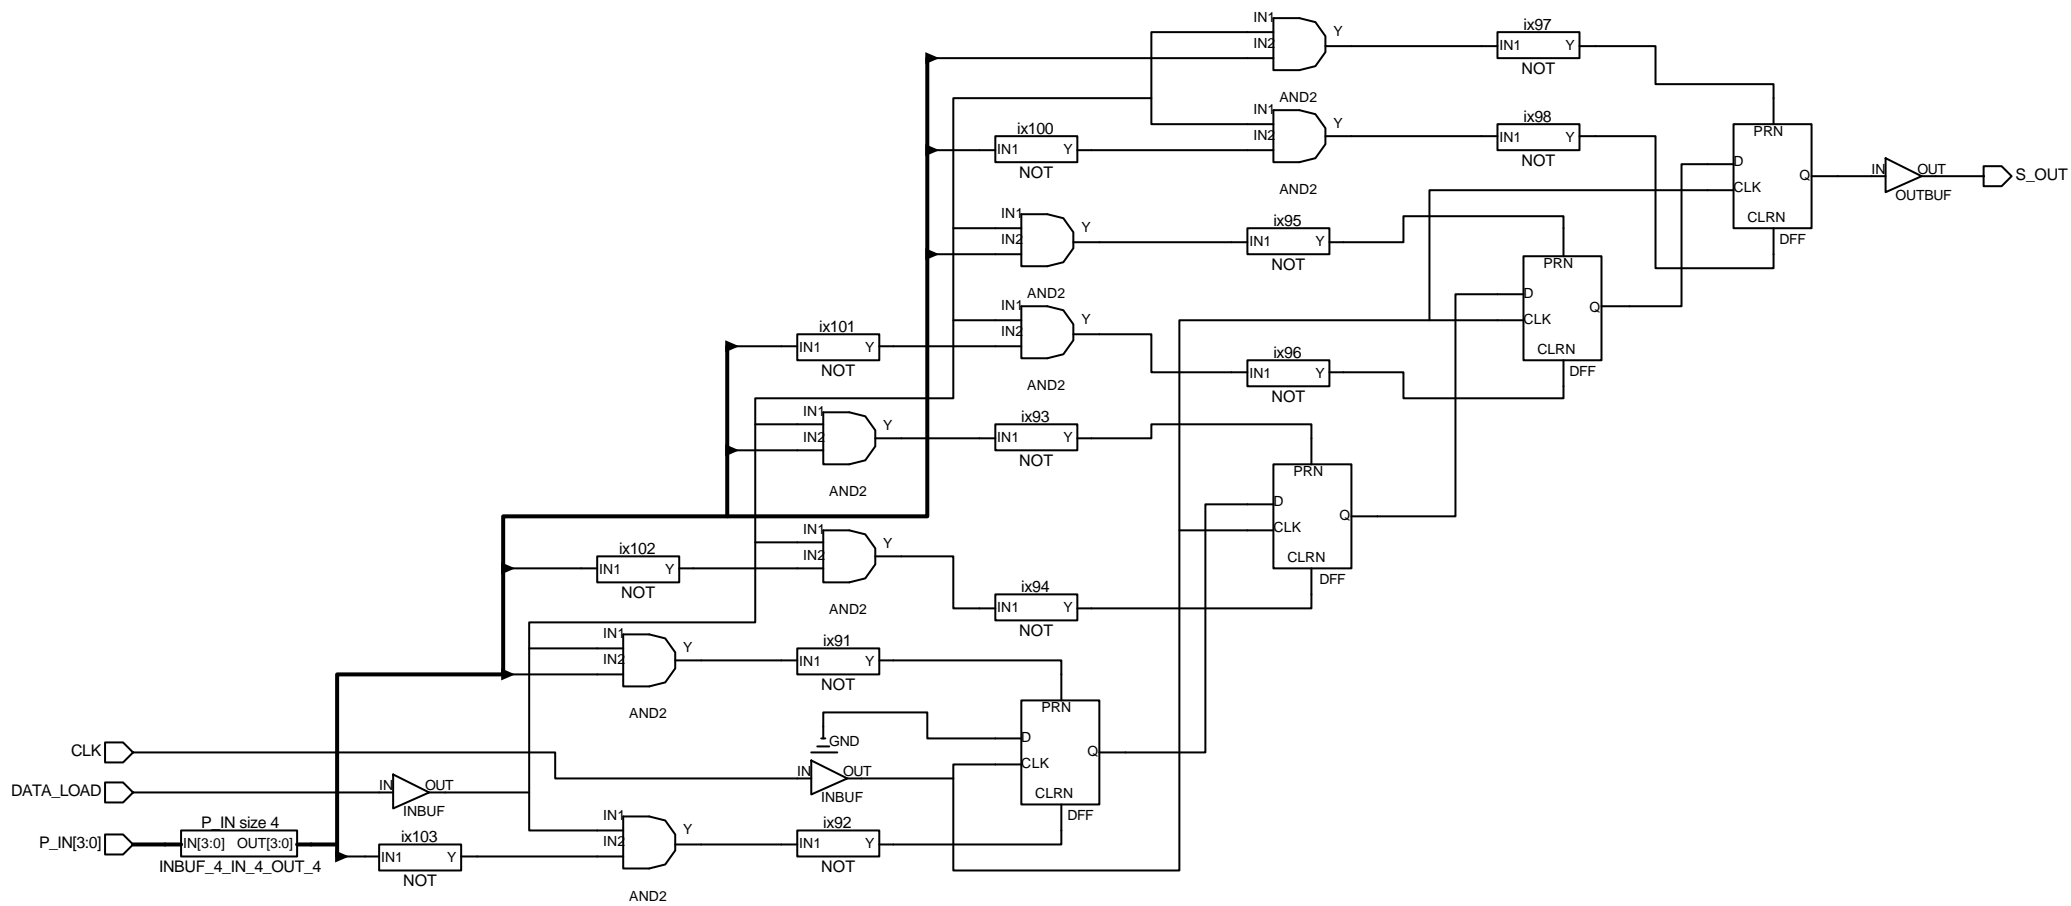 IN1 Y ix97
IN2 IN1 Y
NOT
AND2
IN1 Y ix98
ix100 IN2 IN1 Y PRN
IN1 Y NOT
NOT D IN OUT S_OUT
AND2 Q
CLK OUTBUF
IN1 Y ix95 CLRN
IN2 IN1 Y DFF
NOT PRN
AND2 D
IN1 Y Q
ix101 IN2 CLK
IN1 Y ix96 CLRN
NOT IN1 Y DFF
AND2 NOT
IN1 Y ix93
IN2 IN1 Y
NOT PRN
AND2 D
Q
IN1 Y CLK
ix102 IN2 CLRN
IN1 Y ix94 DFF
NOT IN1 Y
AND2 NOT
IN1 Y ix91
IN2 IN1 Y
NOT
AND2 PRN
GND D
CLK Q
IN OUT CLK
DATA_LOAD IN OUT INBUF CLRN
INBUF DFF
P_IN size 4 IN1 Y ix92
P_IN[3:0] IN[3:0] OUT[3:0] ix103 IN2 IN1 Y
INBUF_4_IN_4_OUT_4 IN1 Y NOT
NOT
AND2